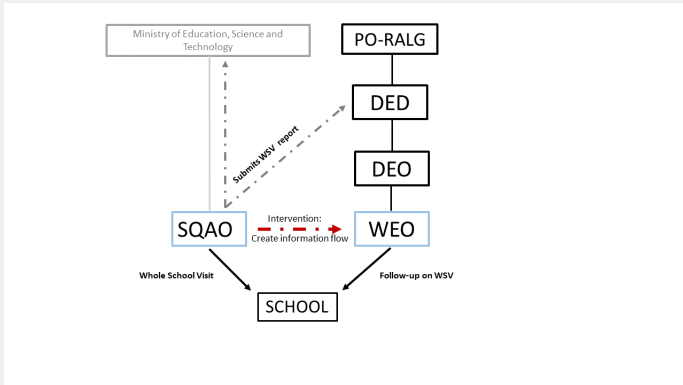 Ministry of Education, Science and
Technology
PO-RALG
DED
Submits WSV report
DEO
SQAO
Intervention:
Create information flow
WEO
Whole School Visit
Follow-up on WSV
SCHOOL